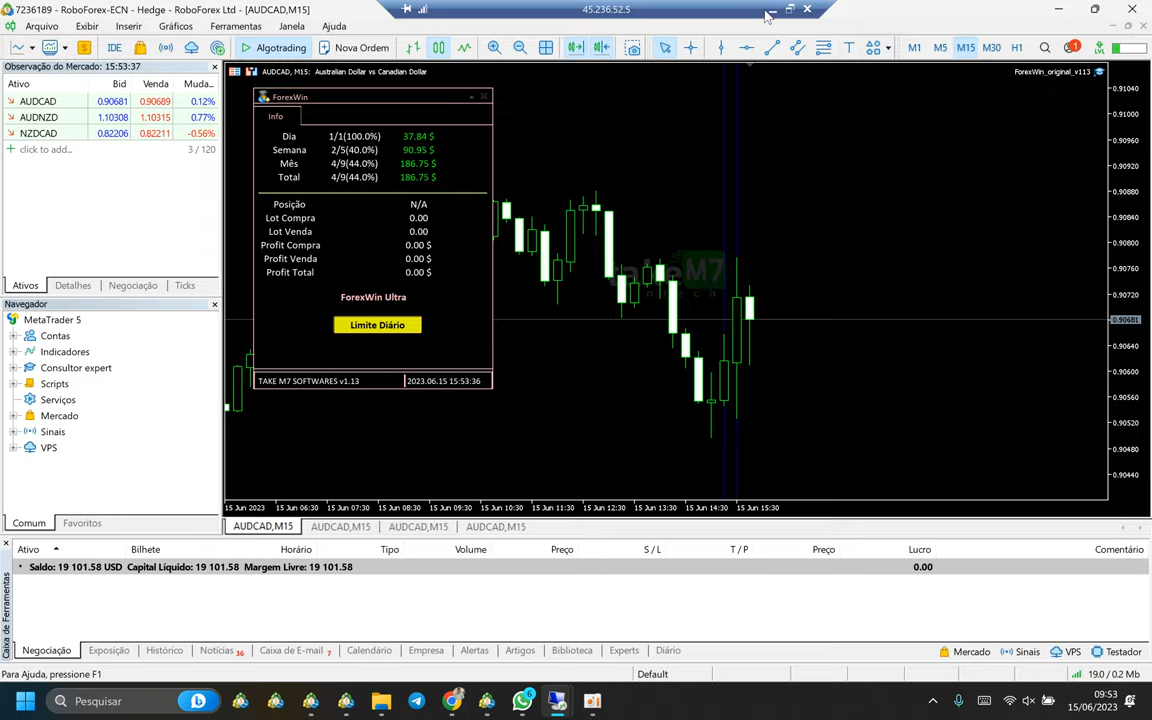 7236189 - RoboForex-ECN - Hedge - RoboForex Ltd - [AUDCAD,M15]
45.236.52.5
Arquivo Exibir Inserir Gráficos Ferramentas Janela Ajuda
IDE Algotrading Nova Ordem M1 M5 M15 M30 H1 1 LVL
Observação do Mercado: 15:53:37
Ativo Bid Venda Muda...
AUDCAD 0.90681 0.90689 0.12%
AUDNZD 1.10308 1.10315 0.77%
NZDCAD 0.82206 0.82211 -0.56%
click to add... 3 / 120
Ativos Detalhes Negociação Ticks
Navegador
MetaTrader 5
Contas
Indicadores
Consultor expert
Scripts
Serviços
Mercado
Sinais
VPS
Comum Favoritos
AUDCAD, M15: Australian Dollar vs Canadian Dollar
ForexWin_original_v113
ForexWin
Info
Dia 1/1(100.0%) 37.84 $
Semana 2/5(40.0%) 90.95 $
Mês 4/9(44.0%) 186.75 $
Total 4/9(44.0%) 186.75 $
Posição N/A
Lot Compra 0.00
Lot Venda 0.00
Profit Compra 0.00 $
Profit Venda 0.00 $
Profit Total 0.00 $
ForexWin Ultra
Limite Diário
TAKE M7 SOFTWARES v1.13 2023.06.15 15:53:36
0.91040
0.90960
0.90920
0.90880
0.90840
0.90800
0.90760
0.90720
0.90681
0.90640
0.90600
0.90560
0.90520
0.90480
0.90440
15 Jun 2023 15 Jun 06:30 15 Jun 07:30 15 Jun 08:30 15 Jun 09:30 15 Jun 10:30 15 Jun 11:30 15 Jun 12:30 15 Jun 13:30 15 Jun 14:30 15 Jun 15:30
AUDCAD,M15 AUDCAD,M15 AUDCAD,M15 AUDCAD,M15
Ativo Bilhete Horário Tipo Volume Preço S / L T / P Preço Lucro Comentário
Saldo: 19 101.58 USD Capital Líquido: 19 101.58 Margem Livre: 19 101.58 0.00
Caixa de Ferramentas
Negociação Exposição Histórico Notícias 36 Caixa de E-mail 7 Calendário Empresa Alertas Artigos Biblioteca Experts Diário Mercado Sinais VPS Testador
Para Ajuda, pressione F1 Default 19.0 / 0.2 Mb
Pesquisar 6 09:53
15/06/2023